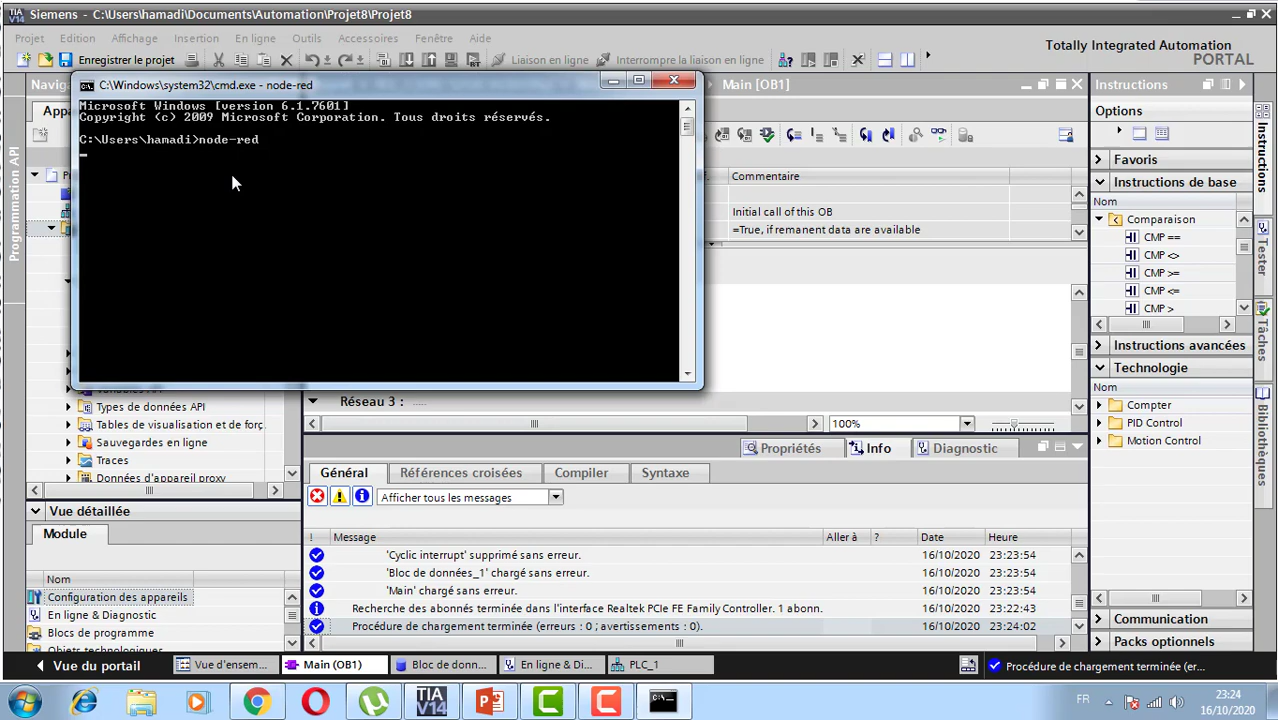 Siemens - C:\Users\hamadi\Documents\Automation\Projet8\Projet8
Projet Edition Affichage Insertion En ligne Outils Accessoires Fenêtre Aide
Totally Integrated Automation
PORTAL
Enregistrer le projet
Liaison en ligne
Interrompre la liaison en ligne
C:\Windows\system32\cmd.exe - node-red
Microsoft Windows [version 6.1.7601]
Copyright (c) 2009 Microsoft Corporation. Tous droits réservés.
C:\Users\hamadi>node-red
Main [OB1]
Commentaire
Initial call of this OB
=True, if remanent data are available
Réseau 3 : .....
100%
Instructions
Options
Favoris
Instructions de base
Nom
Comparaison
CMP ==
CMP <>
CMP >=
CMP <=
CMP >
Instructions avancées
Technologie
Nom
Compter
PID Control
Motion Control
Communication
Packs optionnels
Instructions
Tester
Tâches
Bibliothèques
Programmation API
Types de données API
Tables de visualisation et de forç
Sauvegardes en ligne
Traces
Données d'appareil proxy
Vue détaillée
Module
Nom
Configuration des appareils
En ligne & Diagnostic
Blocs de programme
Propriétés
Info
Diagnostic
Général
Références croisées
Compiler
Syntaxe
Afficher tous les messages
! Message Aller à ? Date Heure
'Cyclic interrupt' supprimé sans erreur. 16/10/2020 23:23:54
'Bloc de données_1' chargé sans erreur. 16/10/2020 23:23:54
'Main' chargé sans erreur. 16/10/2020 23:23:54
Recherche des abonnés terminée dans l'interface Realtek PCIe FE Family Controller. 1 abonn. 16/10/2020 23:22:43
Procédure de chargement terminée (erreurs : 0 ; avertissements : 0). 16/10/2020 23:24:02
Vue du portail
Vue d'ensem...
Main (OB1)
Bloc de donn...
En ligne & Di...
PLC_1
Procédure de chargement terminée (er...
TIA
V14
FR
23:24
16/10/2020